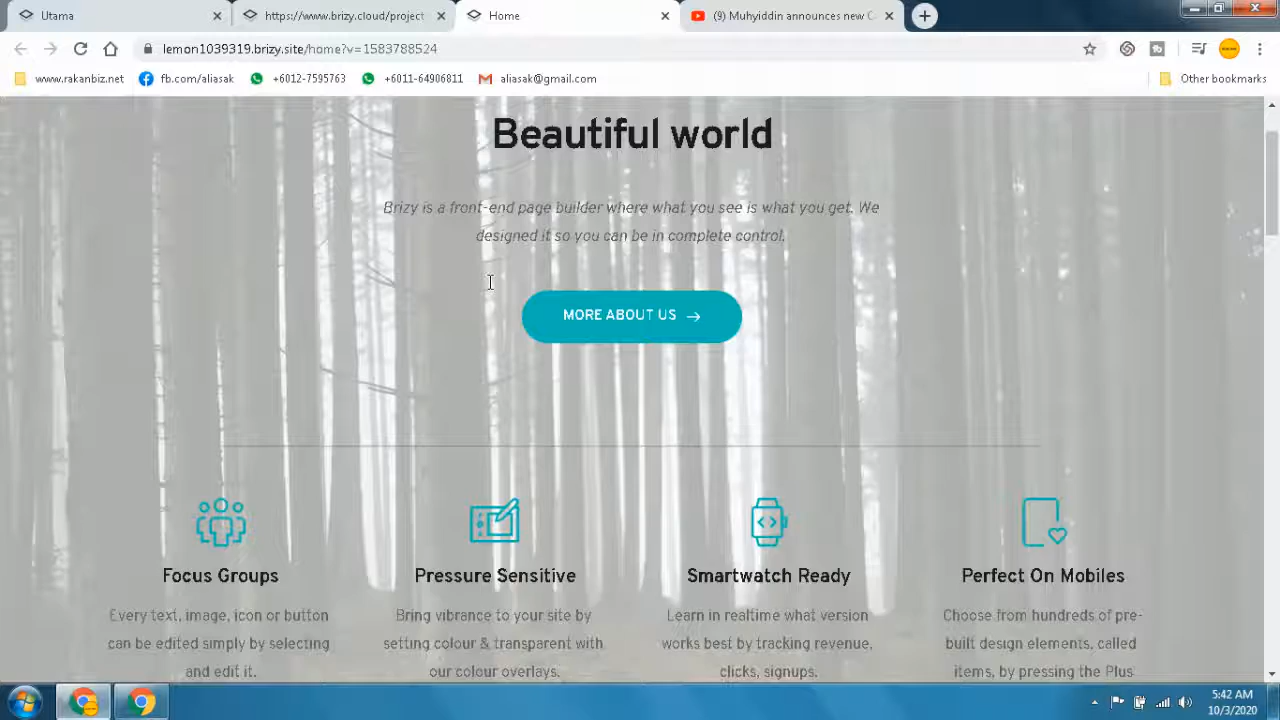 Utama
https://www.brizy.cloud/project
Home
(9) Muhyiddin announces new C
lemon1039319.brizy.site/home?v=1583788524
www.rakanbiz.net
fb.com/aliasak
+6012-7595763
+6011-64906811
aliasak@gmail.com
Other bookmarks
Beautiful world
Brizy is a front-end page builder where what you see is what you get. We
designed it so you can be in complete control.
MORE ABOUT US →
Focus Groups
Pressure Sensitive
Smartwatch Ready
Perfect On Mobiles
Every text, image, icon or button
can be edited simply by selecting
and edit it.
Bring vibrance to your site by
setting colour & transparent with
our colour overlays.
Learn in realtime what version
works best by tracking revenue,
clicks, signups.
Choose from hundreds of pre-
built design elements, called
items, by pressing the Plus
5:42 AM
10/3/2020